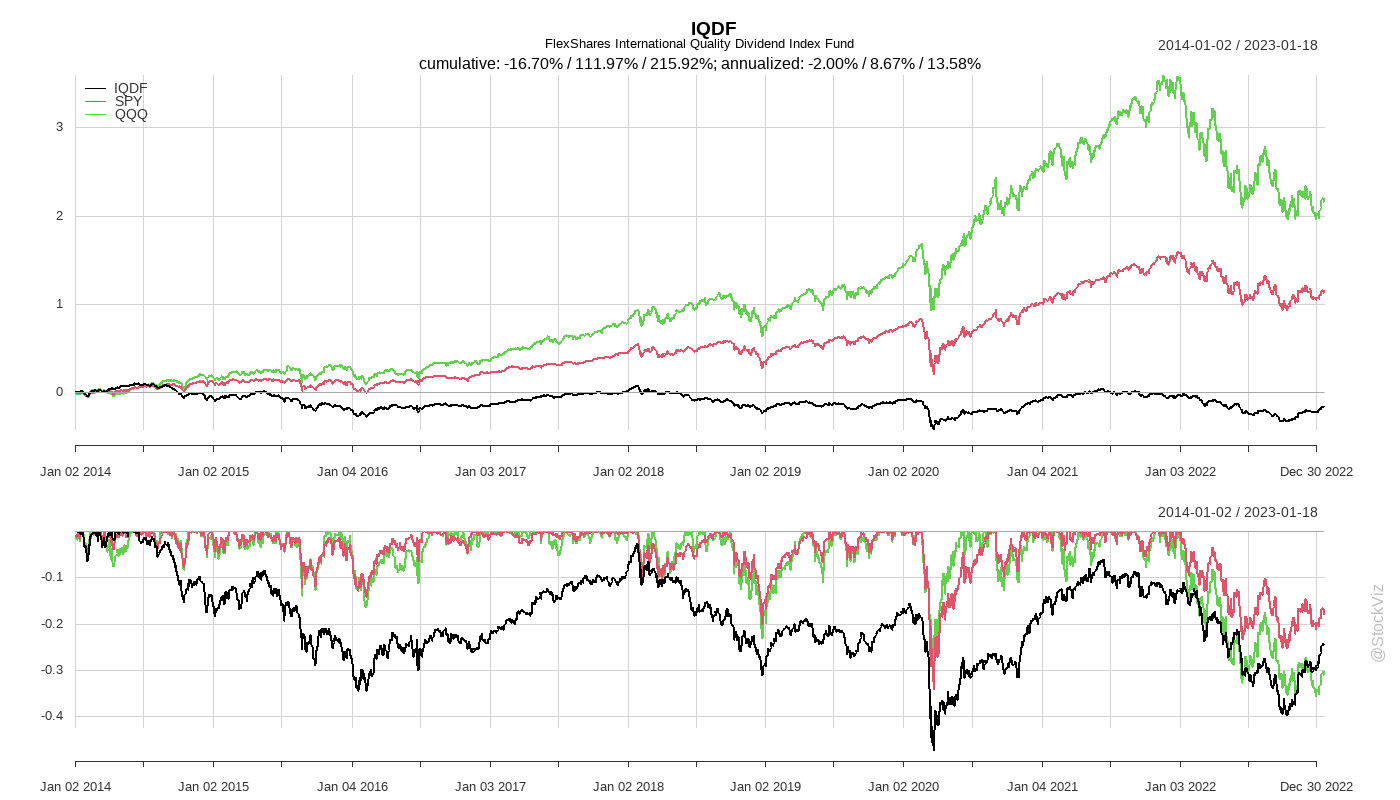 IQDF
FlexShares International Quality Dividend Index Fund
2014-01-02 / 2023-01-18
cumulative: -16.70% / 111.97% / 215.92%; annualized: -2.00% / 8.67% / 13.58%
IQDF
SPY
QQQ
3
2
1
0
Jan 02 2014 Jan 02 2015 Jan 04 2016 Jan 03 2017 Jan 02 2018 Jan 02 2019 Jan 02 2020 Jan 04 2021 Jan 03 2022 Dec 30 2022
2014-01-02 / 2023-01-18
-0.1
-0.2
-0.3
-0.4
@StockViz
Jan 02 2014 Jan 02 2015 Jan 04 2016 Jan 03 2017 Jan 02 2018 Jan 02 2019 Jan 02 2020 Jan 04 2021 Jan 03 2022 Dec 30 2022